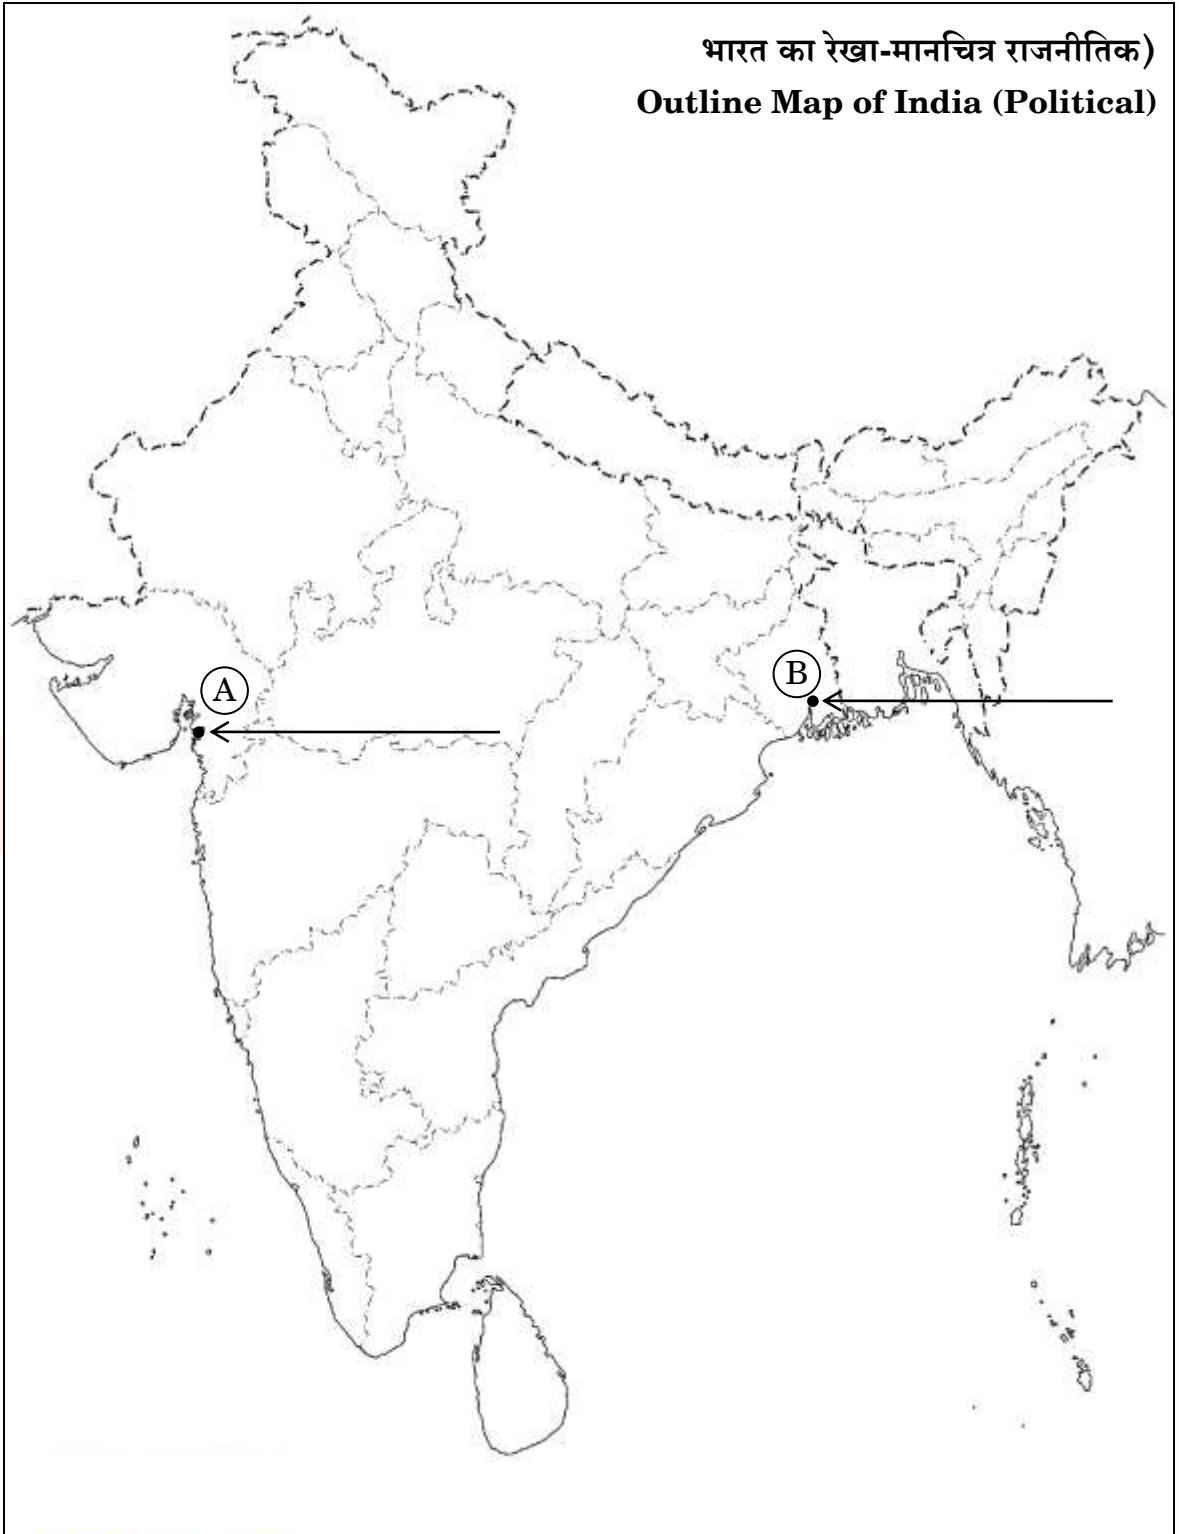 भारत का रेखा-मानचित्र राजनीतिक)
Outline Map of India (Political)
A
B